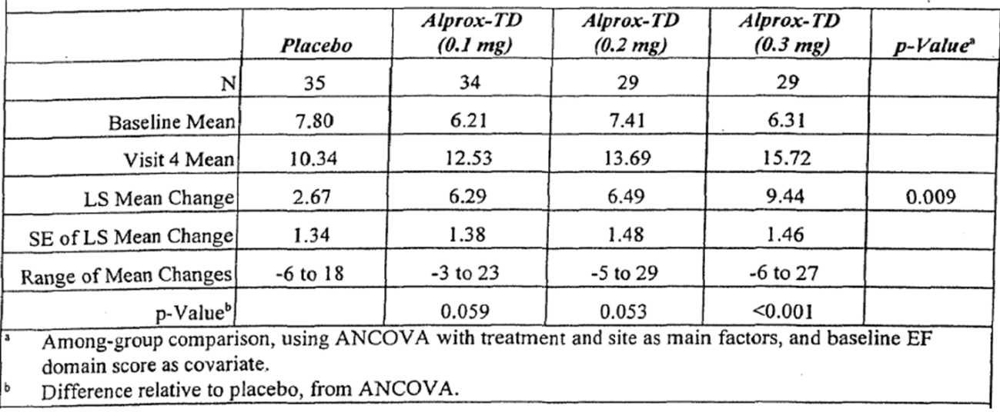 Placebo Alprox-TD (0.1 mg) Alprox-TD (0.2 mg) Alprox-TD (0.3 mg) p-Valueᵃ
N 35 34 29 29
Baseline Mean 7.80 6.21 7.41 6.31
Visit 4 Mean 10.34 12.53 13.69 15.72
LS Mean Change 2.67 6.29 6.49 9.44 0.009
SE of LS Mean Change 1.34 1.38 1.48 1.46
Range of Mean Changes -6 to 18 -3 to 23 -5 to 29 -6 to 27
p-Valueᵇ 0.059 0.053 <0.001
ᵃ Among-group comparison, using ANCOVA with treatment and site as main factors, and baseline EF
domain score as covariate.
ᵇ Difference relative to placebo, from ANCOVA.